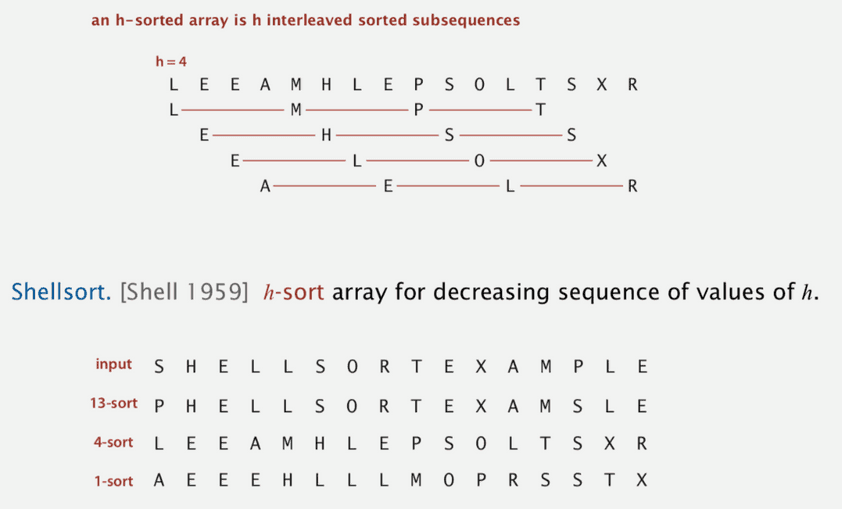 an h-sorted array is h interleaved sorted subsequences
h = 4
L E E A M H L E P S O L T S X R
L M P T
E H S S
E L O X
A E L R
Shellsort. [Shell 1959] h-sort array for decreasing sequence of values of h.
input S H E L L S O R T E X A M P L E
13-sort P H E L L S O R T E X A M S L E
4-sort L E E A M H L E P S O L T S X R
1-sort A E E E H L L L M O P R S S T X